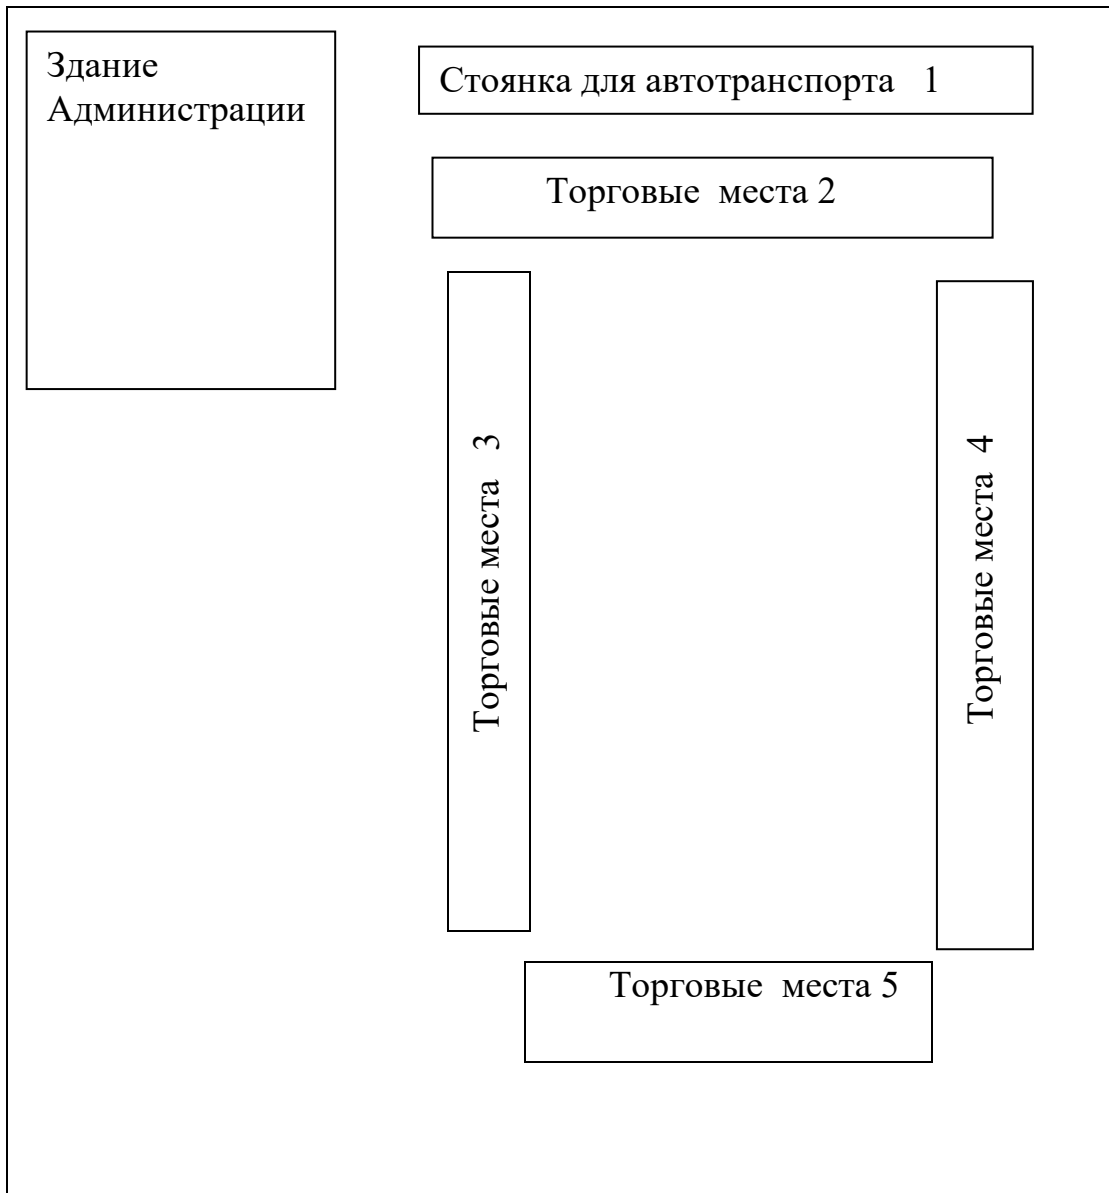 Здание
Администрации
Стоянка для автотранспорта 1
Торговые места 2
Торговые места 3
Торговые места 4
Торговые места 5